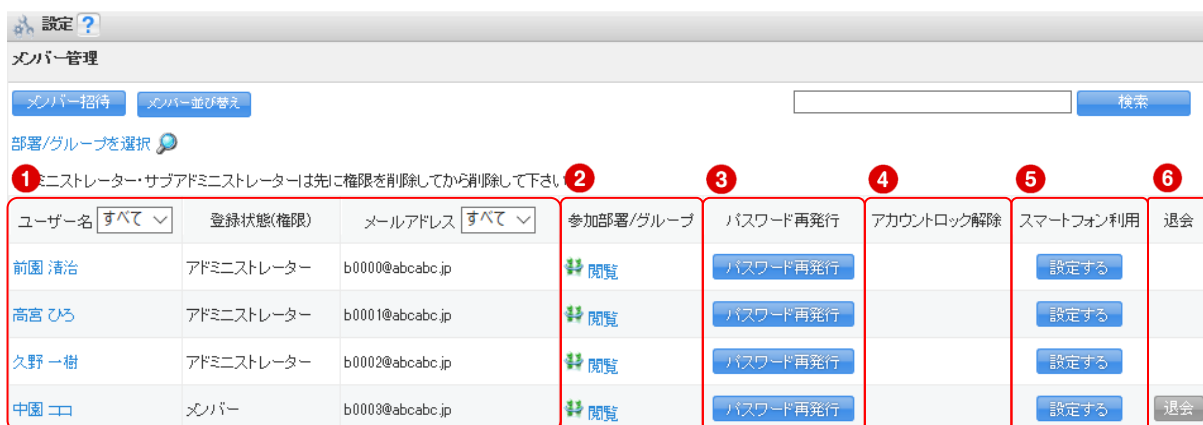 設定 ?
メンバー管理
メンバー招待 メンバー並び替え 検索
部署/グループを選択
1 ミニストレーター・サブアドミニストレーターは先に権限を削除してから削除して下さい 2 3 4 5 6
ユーザー名 すべて 登録状態(権限) メールアドレス すべて 参加部署/グループ パスワード再発行 アカウントロック解除 スマートフォン利用 退会
前園 清治 アドミニストレーター b0000@abcabc.jp 閲覧 パスワード再発行 設定する
高宮 ひろ アドミニストレーター b0001@abcabc.jp 閲覧 パスワード再発行 設定する
久野 一樹 アドミニストレーター b0002@abcabc.jp 閲覧 パスワード再発行 設定する
中園 ココ メンバー b0003@abcabc.jp 閲覧 パスワード再発行 設定する 退会